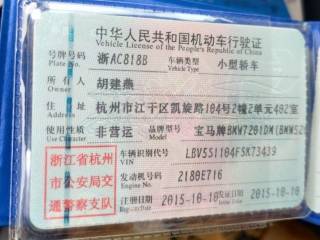 中华人民共和国机动车行驶证
Vehicle License of the People's Republic of China
号牌号码 浙AC818B 车辆类型 小型轿车
Plate No. Vehicle Type
所有人 胡建燕
住址 杭州市江干区凯旋路104号2幢2单元402室
使用性质 非营运 品牌型号 宝马牌BMW7201DM(BMW52
Use Character Model
浙江省杭州市公安局交通警察支队
车辆识别代号 LBV5S1104FSK73439
VIN
发动机号码 2180E716
Engine No.
注册日期 2015-10-10 发证日期 2015-10-10
Register Date Issue Date